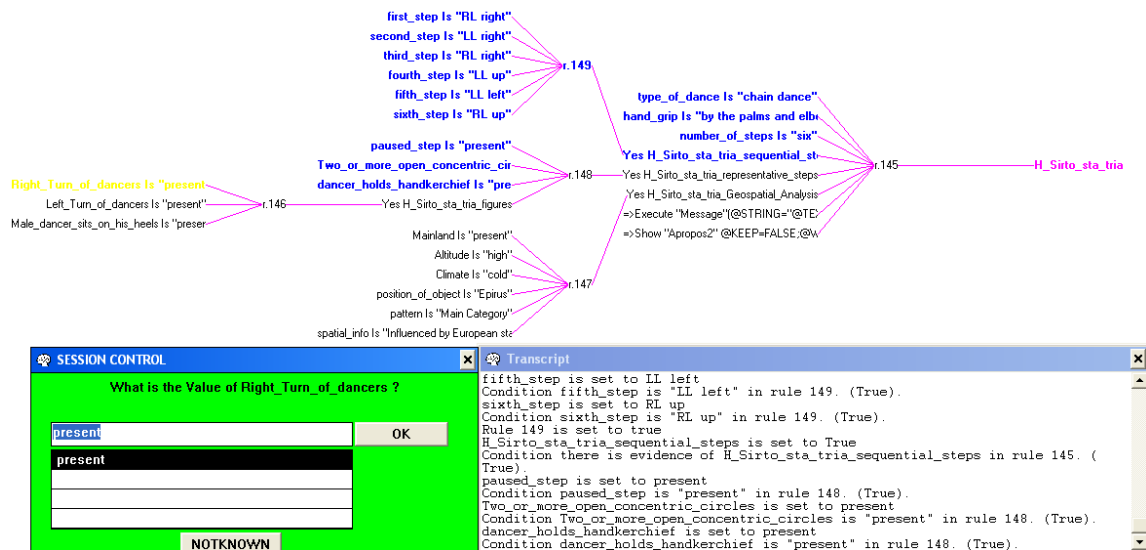 first_step Is "RL right"
second_step Is "LL right"
third_step Is "RL right"
fourth_step Is "LL up"
fifth_step Is "LL left"
sixth_step Is "RL up"
r.149
type_of_dance Is "chain dance"
hand_grip Is "by the palms and elbo
number_of_steps Is "six"
Yes H_Sirto_sta_tria_sequential_st
Yes H_Sirto_sta_tria_representative_steps
Yes H_Sirto_sta_tria_Geospatial_Analysis
=>Execute "Message"(@STRING="@TEX
=>Show "Apropos2" @KEEP=FALSE;@W
r.145
H_Sirto_sta_tria
paused_step Is "present"
Two_or_more_open_concentric_cir
dancer_holds_handkerchief Is "pre
Yes H_Sirto_sta_tria_figures
r.148
Right_Turn_of_dancers Is "present
Left_Turn_of_dancers Is "present"
Male_dancer_sits_on_his_heels Is "presen
r.146
Mainland Is "present"
Altitude Is "high"
Climate Is "cold"
position_of_object Is "Epirus"
pattern Is "Main Category"
spatial_info Is "Influenced by European sta
r.147
SESSION CONTROL
What is the Value of Right_Turn_of_dancers ?
present
OK
present
NOTKNOWN
Transcript
fifth_step is set to LL left
Condition fifth_step is "LL left" in rule 149. (True).
sixth_step is set to RL up
Condition sixth_step is "RL up" in rule 149. (True).
Rule 149 is set to true
H_Sirto_sta_tria_sequential_steps is set to True
Condition there is evidence of H_Sirto_sta_tria_sequential_steps in rule 145. (
True).
paused_step is set to present
Condition paused_step is "present" in rule 148. (True).
Two_or_more_open_concentric_circles is set to present
Condition Two_or_more_open_concentric_circles is "present" in rule 148. (True).
dancer_holds_handkerchief is set to present
Condition dancer_holds_handkerchief is "present" in rule 148. (True).